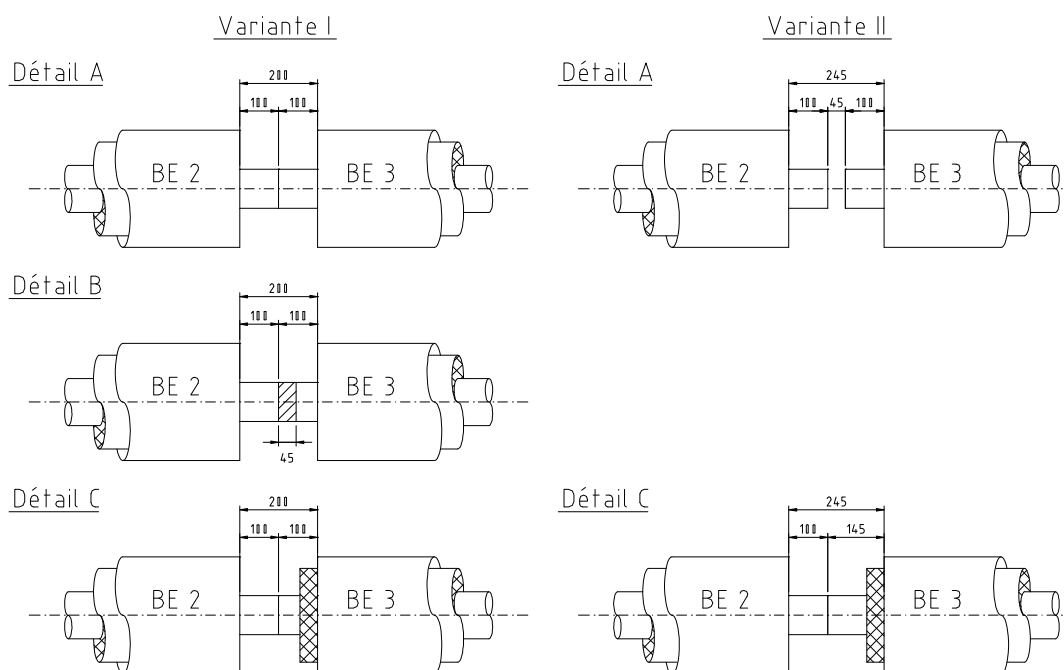 Variante I
Variante II
Détail A
200
100 100
BE 2 BE 3
Détail A
245
100 45 100
BE 2 BE 3
Détail B
200
100 100
BE 2 BE 3
45
Détail C
200
100 100
BE 2 BE 3
Détail C
245
100 145
BE 2 BE 3